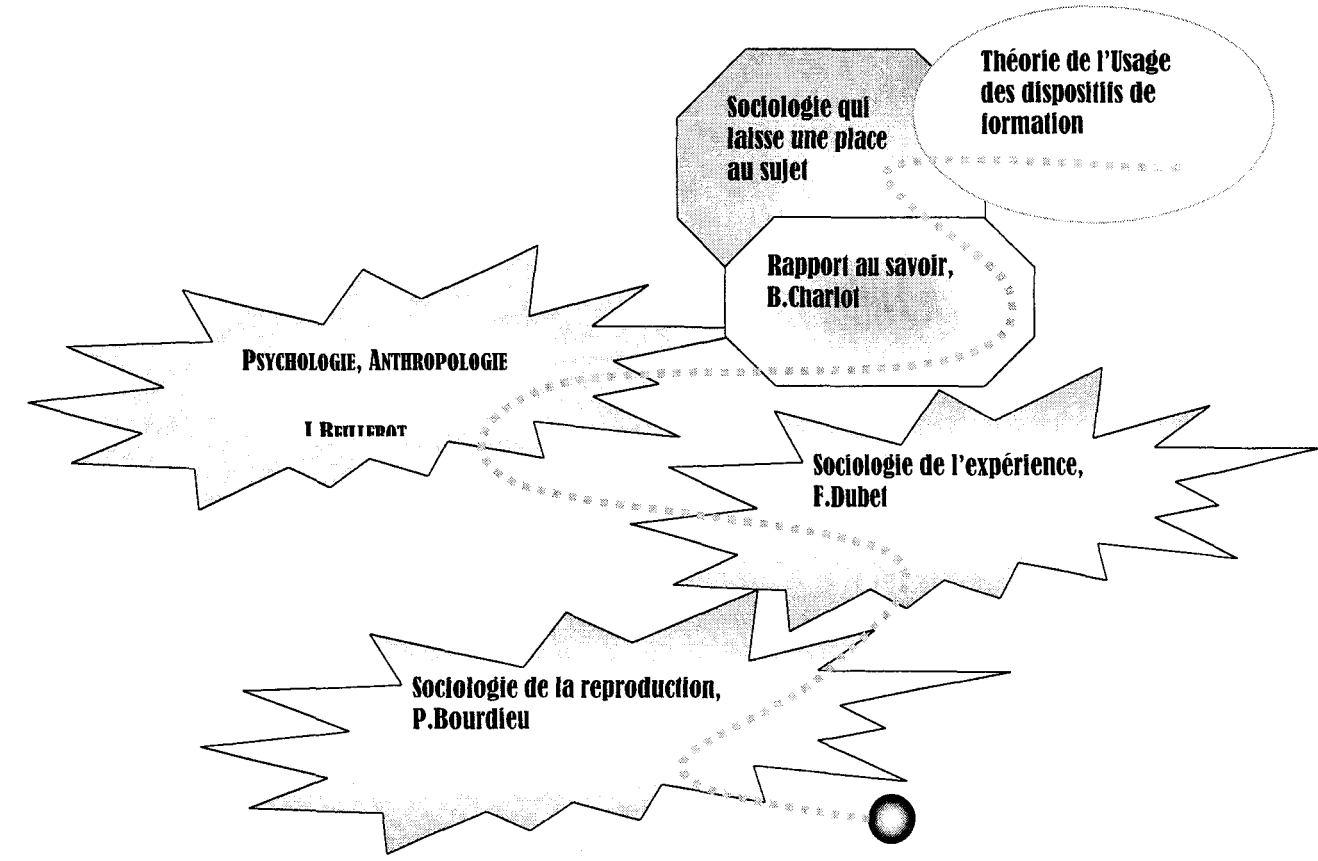 Théorie de l'Usage
des dispositifs de
formation
Sociologie qui
laisse une place
au sujet
Rapport au savoir,
B.Charlot
PSYCHOLOGIE, ANTHROPOLOGIE
Sociologie de l'expérience,
F.Dubet
Sociologie de la reproduction,
P.Bourdieu